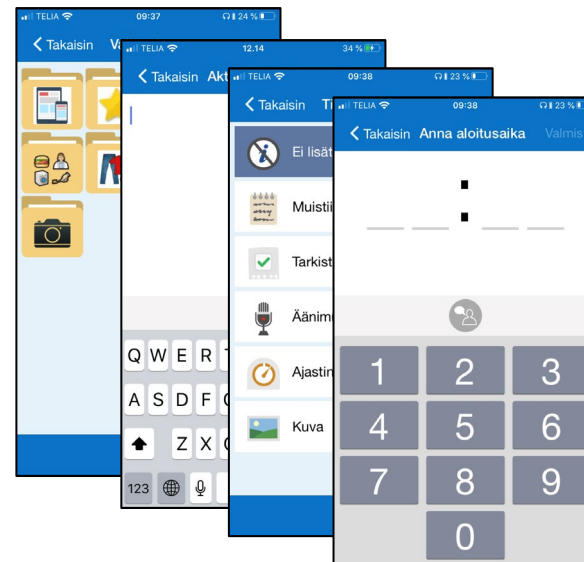 TELIA 09:37 24 %
Takaisin
TELIA 12.14 34 %
Takaisin
Q W E R
A S D F
Z X
123
TELIA 09:38 23 %
Takaisin
Ei lisät
Muistii
Tarkist
Äänim
Ajastin
Kuva
TELIA 09:38 23 %
Takaisin Anna aloitusaika Valmis
:
1 2 3
4 5 6
7 8 9
0